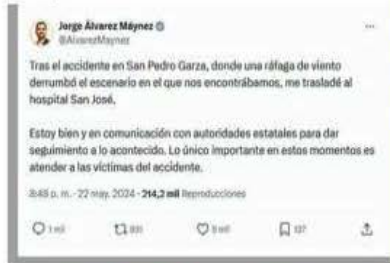 Jorge Álvarez Máynez
@AlvarezMaynez
Tras el accidente en San Pedro Garza, donde una ráfaga de viento
derrumbó el escenario en el que nos encontrábamos, me trasladé al
hospital San José.
Estoy bien y en comunicación con autoridades estatales para dar
seguimiento a lo acontecido. Lo único importante en estos momentos es
atender a las víctimas del accidente.
8:48 p. m. · 22 may. 2024 · 214,2 mil Reproducciones
1 mil